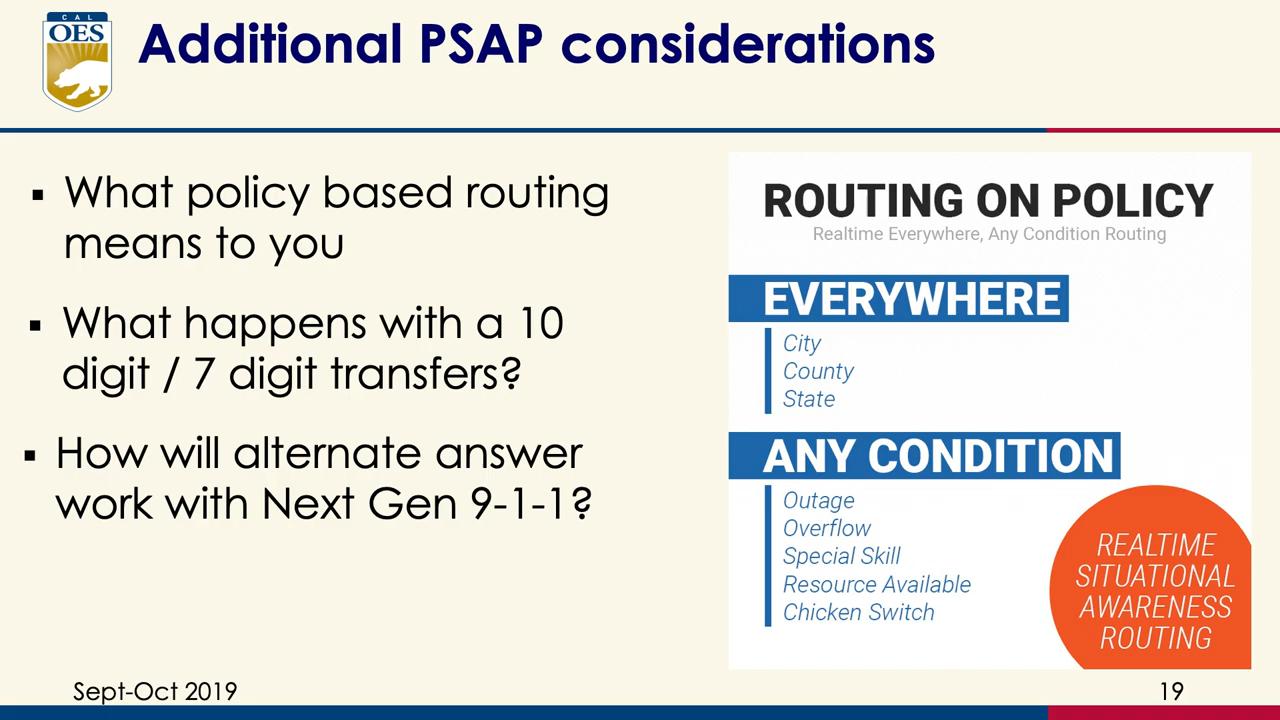 CAL
OES
Additional PSAP considerations
▪ What policy based routing
means to you
▪ What happens with a 10
digit / 7 digit transfers?
▪ How will alternate answer
work with Next Gen 9-1-1?
ROUTING ON POLICY
Realtime Everywhere, Any Condition Routing
EVERYWHERE
City
County
State
ANY CONDITION
Outage
Overflow
Special Skill
Resource Available
Chicken Switch
REALTIME
SITUATIONAL
AWARENESS
ROUTING
Sept-Oct 2019
19